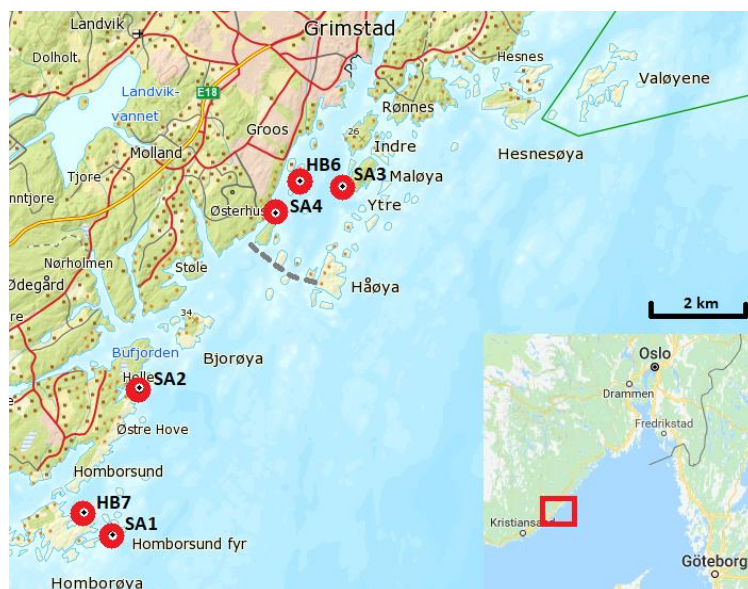 Landvik
Grimstad
Dolholt
Hesnes
Valøyene
Landvik-
vannet
E18
Rønnes
Groos
26
Indre
Molland
HB6
Hesnesøya
Tjore
SA3
Maløya
nntjore
Østerhus
SA4
Ytre
Nørholmen
Støle
Ødegård
Håøya
2 km
re
34
Bufjorden
Bjorøya
Oslo
Helle
SA2
Drammen
e
Østre Hove
Fredrikstad
Homborsund
HB7
SA1
Kristiansand
Homborsund fyr
Göteborg
Homborøya